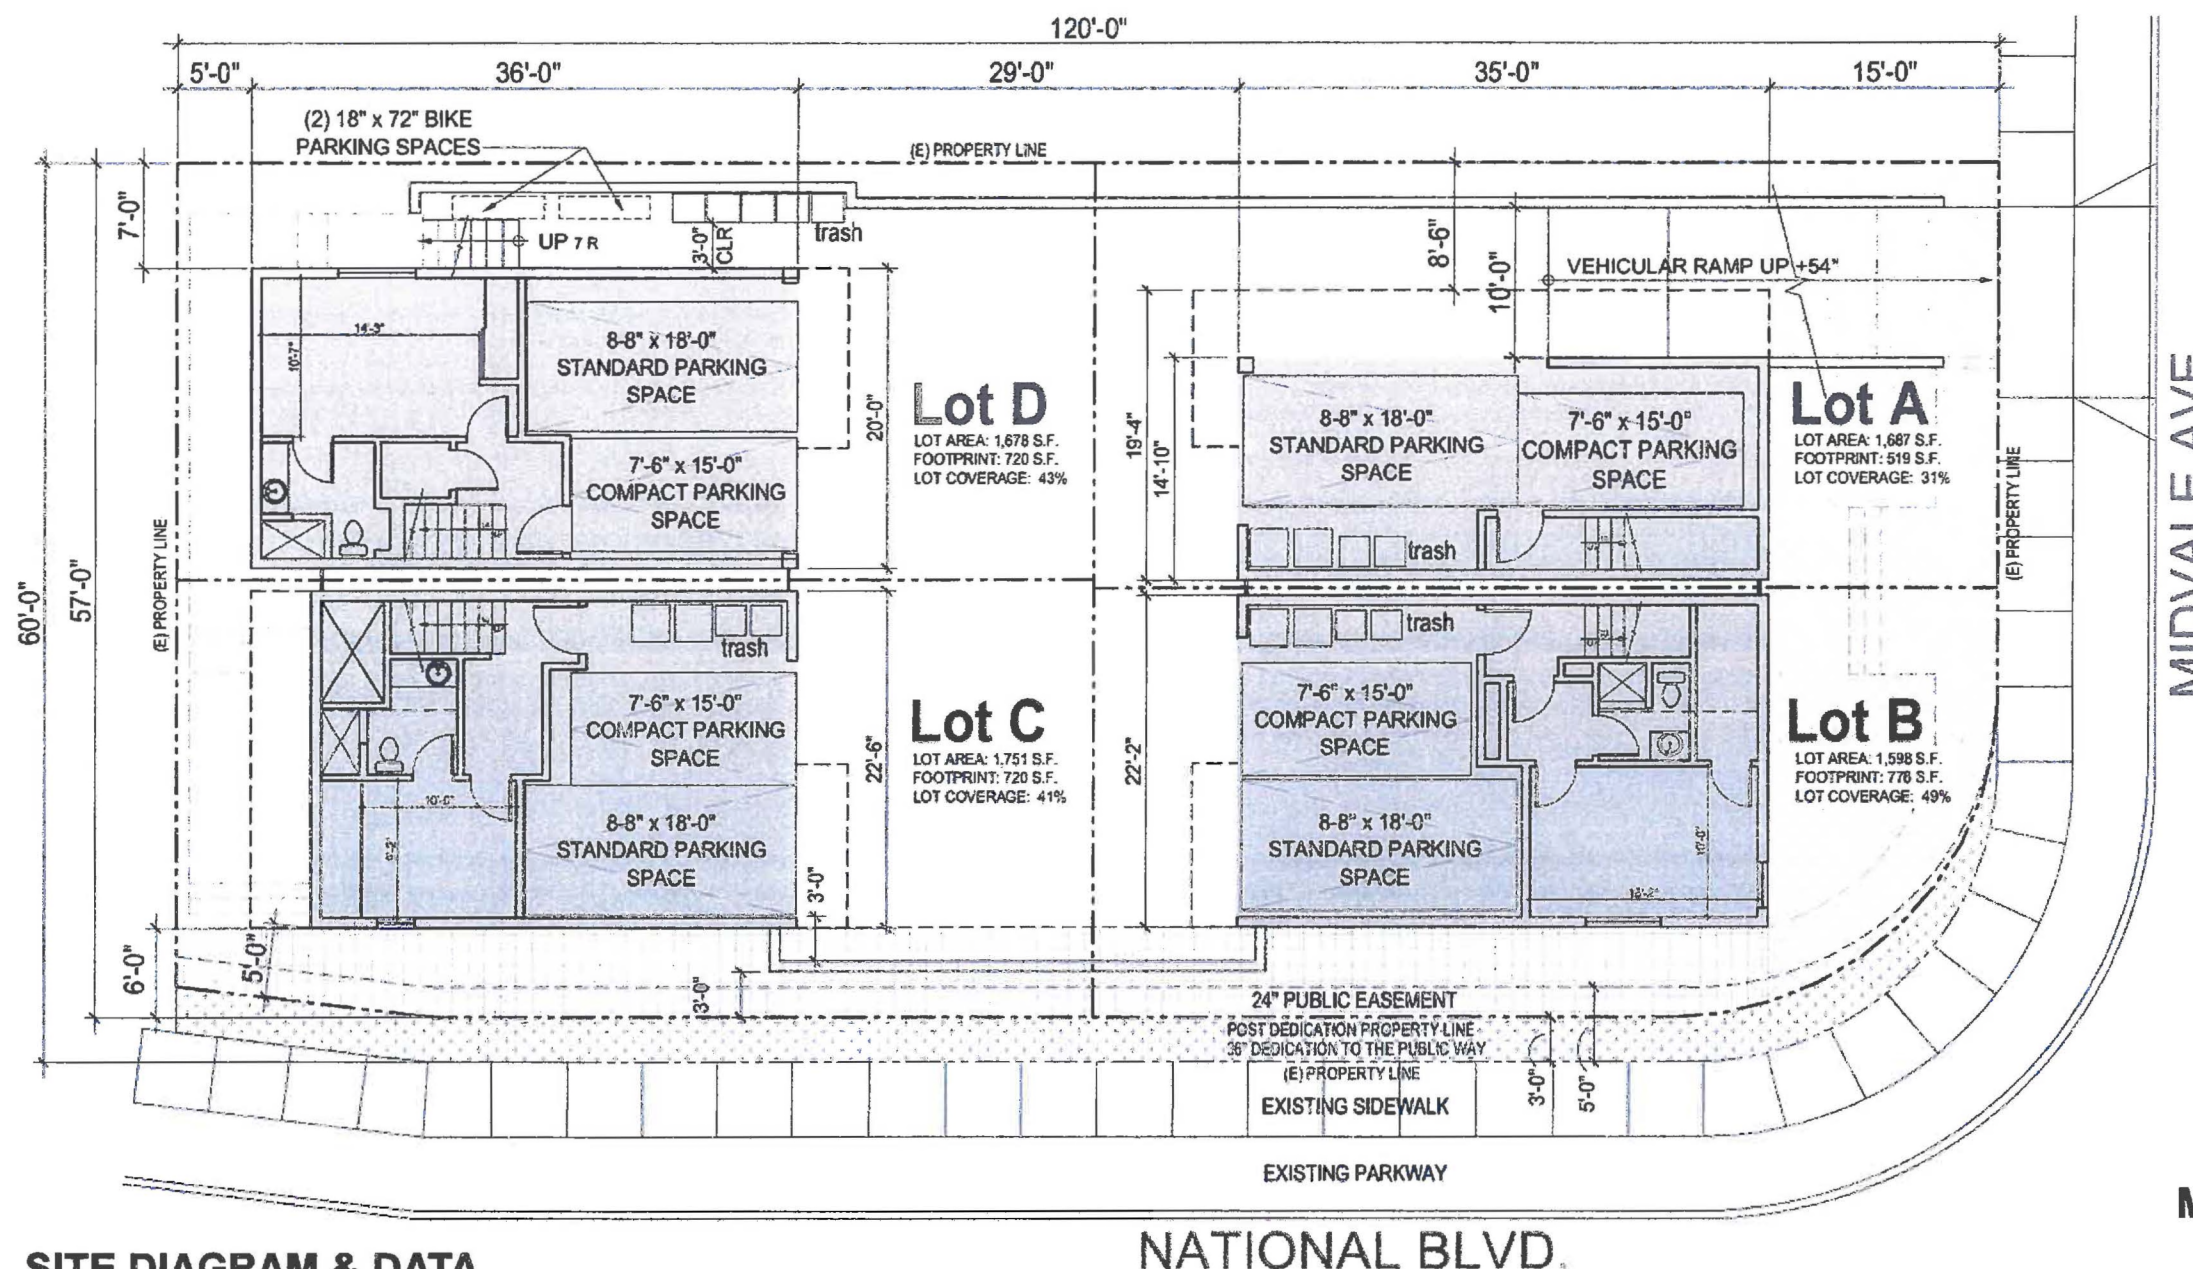 120'-0"
5'-0"
36'-0"
29'-0"
35'-0"
15'-0"
(2) 18" x 72" BIKE
PARKING SPACES
(E) PROPERTY LINE
7'-0"
UP 7 R
3'-0"
CLR
trash
8'-6"
10'-0"
VEHICULAR RAMP UP +54"
14'-3"
10'-7"
8-8" x 18'-0"
STANDARD PARKING
SPACE
7'-6" x 15'-0"
COMPACT PARKING
SPACE
20'-0"
Lot D
LOT AREA: 1,678 S.F.
FOOTPRINT: 720 S.F.
LOT COVERAGE: 43%
19'-4"
14'-10"
8-8" x 18'-0"
STANDARD PARKING
SPACE
7'-6" x 15'-0"
COMPACT PARKING
SPACE
trash
Lot A
LOT AREA: 1,687 S.F.
FOOTPRINT: 519 S.F.
LOT COVERAGE: 31%
(E) PROPERTY LINE
(E) PROPERTY LINE
MIDVALE AVE
60'-0"
57'-0"
trash
7'-6" x 15'-0"
COMPACT PARKING
SPACE
8-8" x 18'-0"
STANDARD PARKING
SPACE
10'-0"
9'-2"
22'-6"
Lot C
LOT AREA: 1,751 S.F.
FOOTPRINT: 720 S.F.
LOT COVERAGE: 41%
22'-2"
trash
7'-6" x 15'-0"
COMPACT PARKING
SPACE
8-8" x 18'-0"
STANDARD PARKING
SPACE
10'-0"
Lot B
LOT AREA: 1,598 S.F.
FOOTPRINT: 776 S.F.
LOT COVERAGE: 49%
3'-0"
6'-0"
5'-0"
3'-0"
24" PUBLIC EASEMENT
POST DEDICATION PROPERTY LINE
36" DEDICATION TO THE PUBLIC WAY
(E) PROPERTY LINE
3'-0"
5'-0"
EXISTING SIDEWALK
EXISTING PARKWAY
M
NATIONAL BLVD.
SITE DIAGRAM & DATA